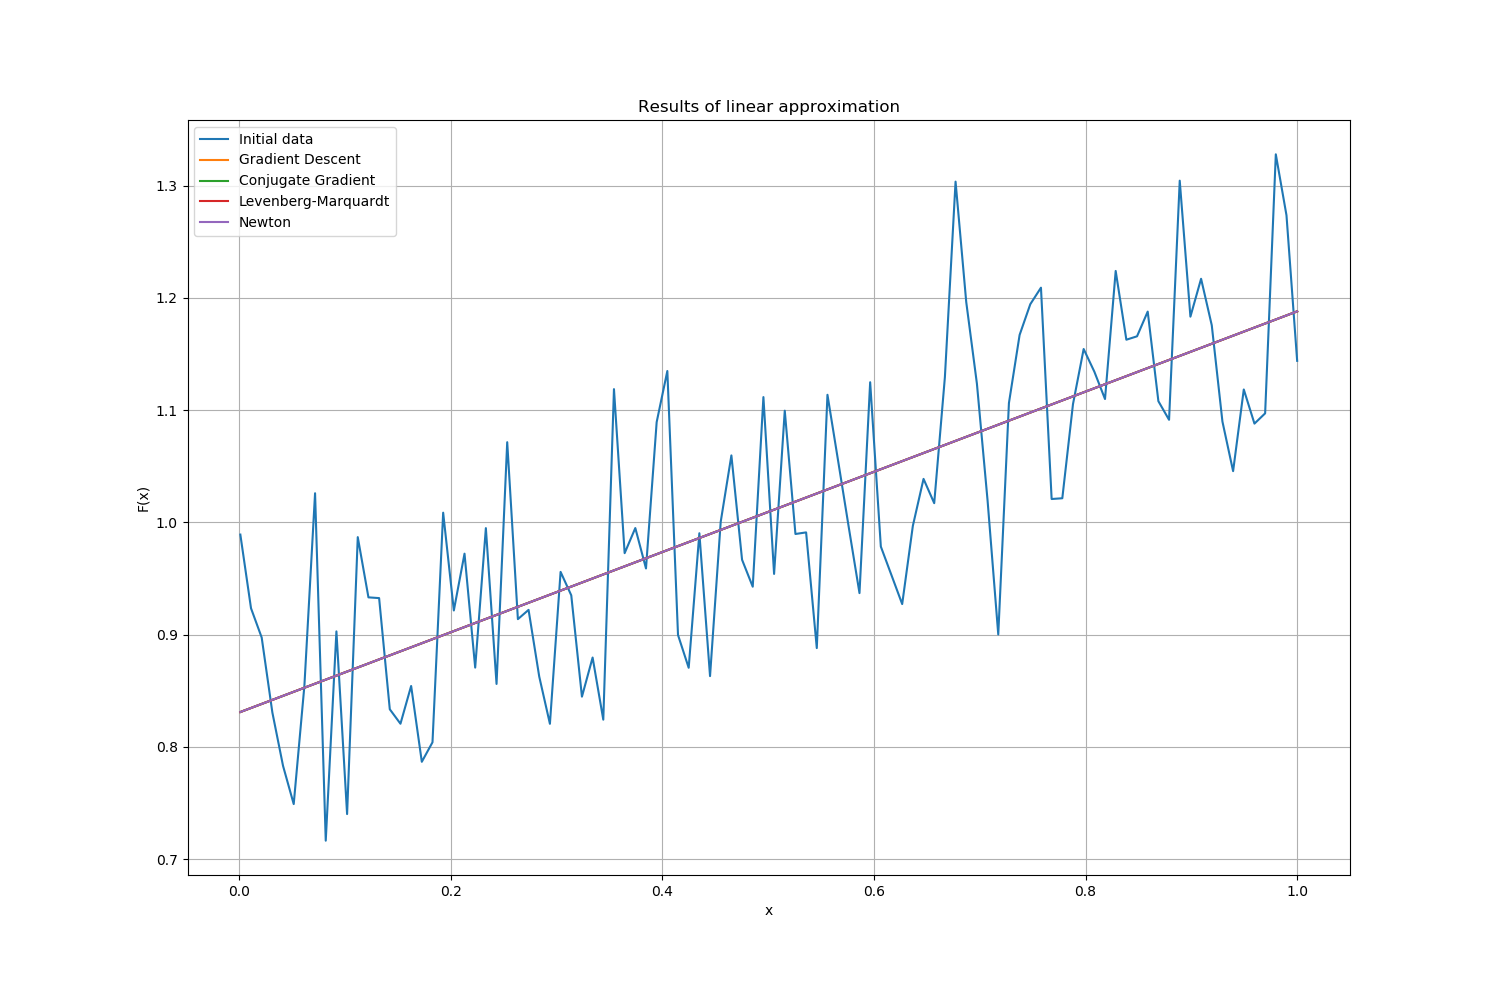 Results of linear approximation
Initial data
Gradient Descent
Conjugate Gradient
Levenberg-Marquardt
Newton
F(x)
1.3
1.2
1.1
1.0
0.9
0.8
0.7
0.0 0.2 0.4 0.6 0.8 1.0
x